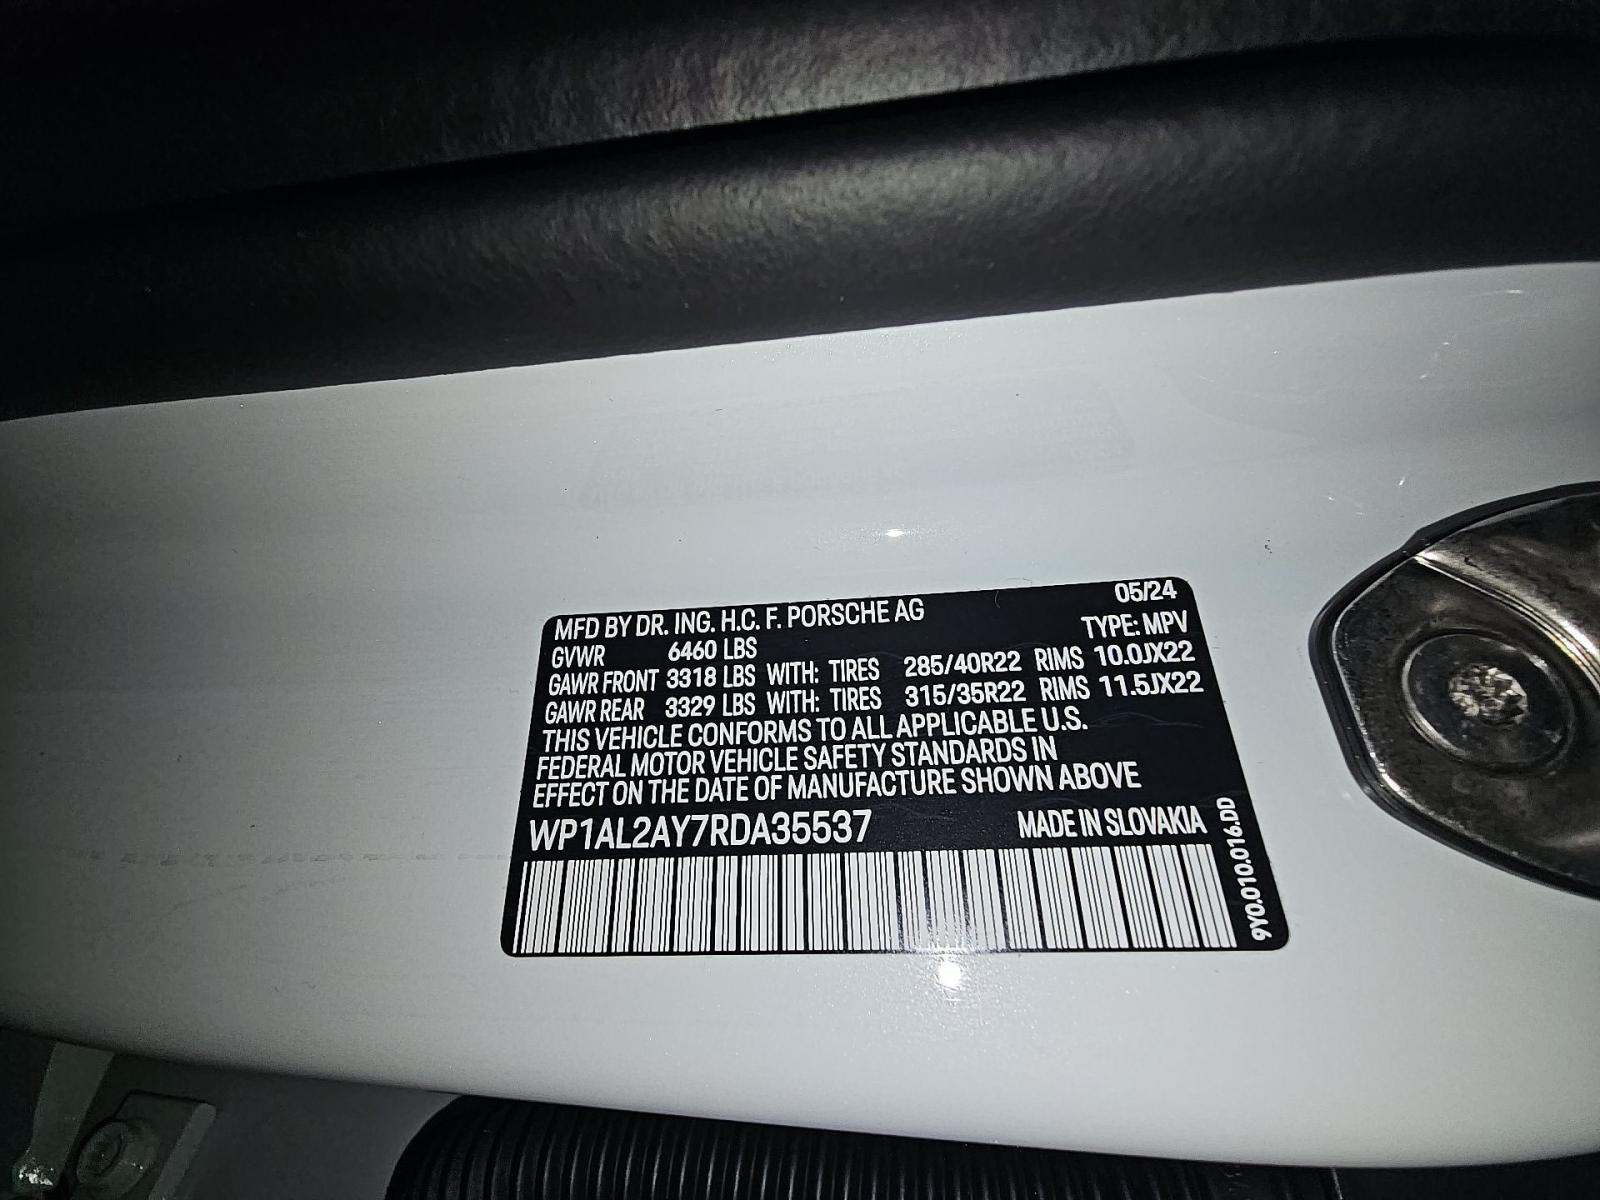 MFD BY DR. ING. H.C. F. PORSCHE AG 05/24
GVWR 6460 LBS TYPE: MPV
GAWR FRONT 3318 LBS WITH: TIRES 285/40R22 RIMS 10.0JX22
GAWR REAR 3329 LBS WITH: TIRES 315/35R22 RIMS 11.5JX22
THIS VEHICLE CONFORMS TO ALL APPLICABLE U.S.
FEDERAL MOTOR VEHICLE SAFETY STANDARDS IN
EFFECT ON THE DATE OF MANUFACTURE SHOWN ABOVE
WP1AL2AY7RDA35537 MADE IN SLOVAKIA
9Y0.010.016.DD